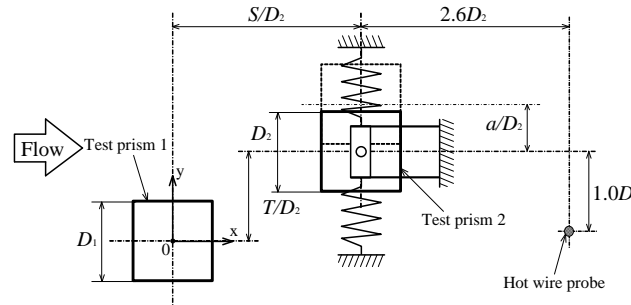 S/D₂
2.6D₂
D₂
a/D₂
Flow
Test prism 1
y
T/D₂
Test prism 2
1.0D
D₁
x
0
Hot wire probe